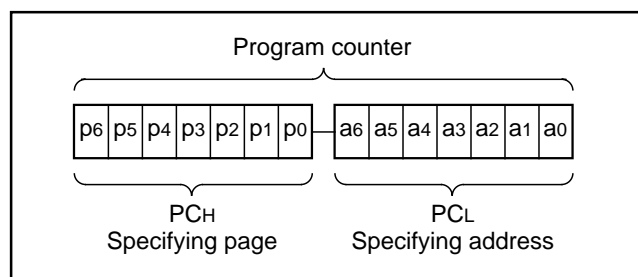 Program counter
p6 p5 p4 p3 p2 p1 p0 a6 a5 a4 a3 a2 a1 a0
PCH PCL
Specifying page Specifying address